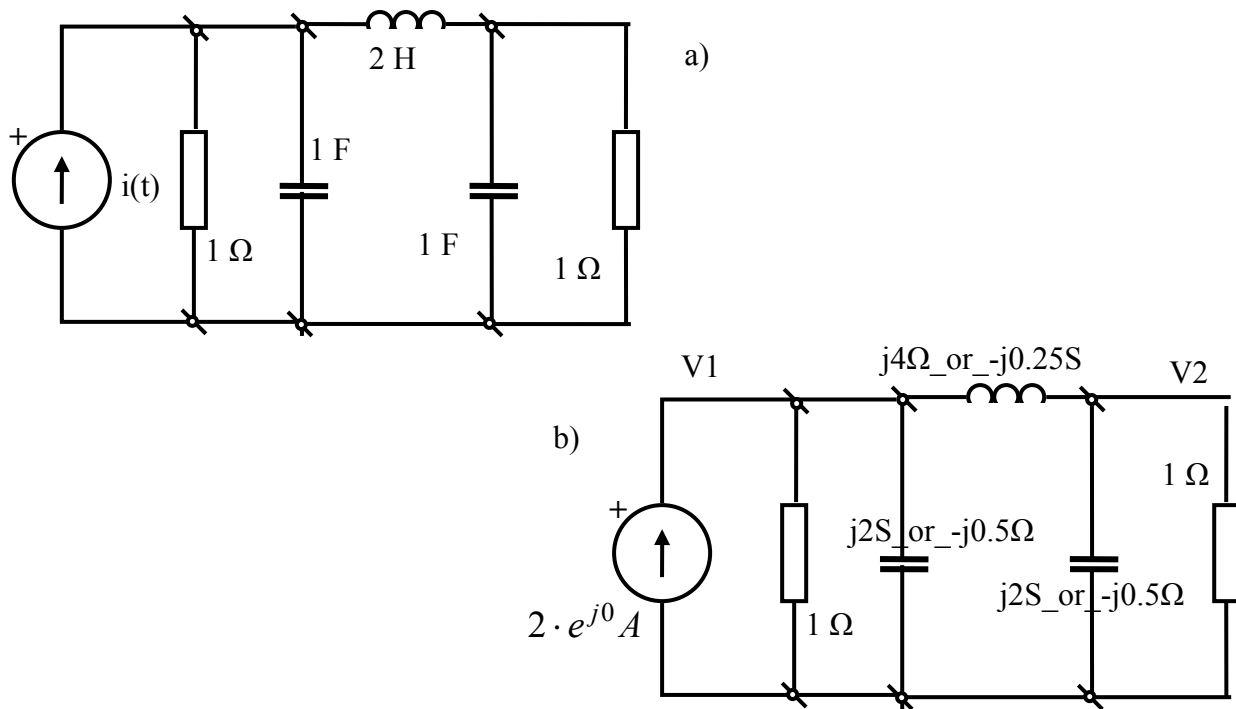 2 H
a)
+
1 F
i(t)
1 Ω
1 F
1 Ω
j4Ω_or_-j0.25S
V1
V2
b)
1 Ω
+
j2S_or_-j0.5Ω
j2S_or_-j0.5Ω
2 · e^{j0} A
1 Ω